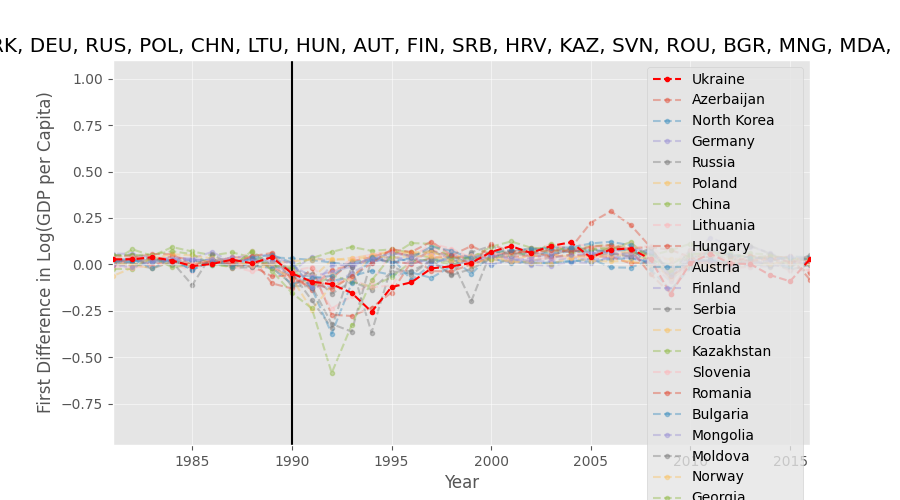 RK, DEU, RUS, POL, CHN, LTU, HUN, AUT, FIN, SRB, HRV, KAZ, SVN, ROU, BGR, MNG, MDA,
First Difference in Log(GDP per Capita)
1.00
0.75
0.50
0.25
0.00
−0.25
−0.50
−0.75
1985
1990
1995
2000
2005
2010
2015
Year
Ukraine
Azerbaijan
North Korea
Germany
Russia
Poland
China
Lithuania
Hungary
Austria
Finland
Serbia
Croatia
Kazakhstan
Slovenia
Romania
Bulgaria
Mongolia
Moldova
Norway
Georgia